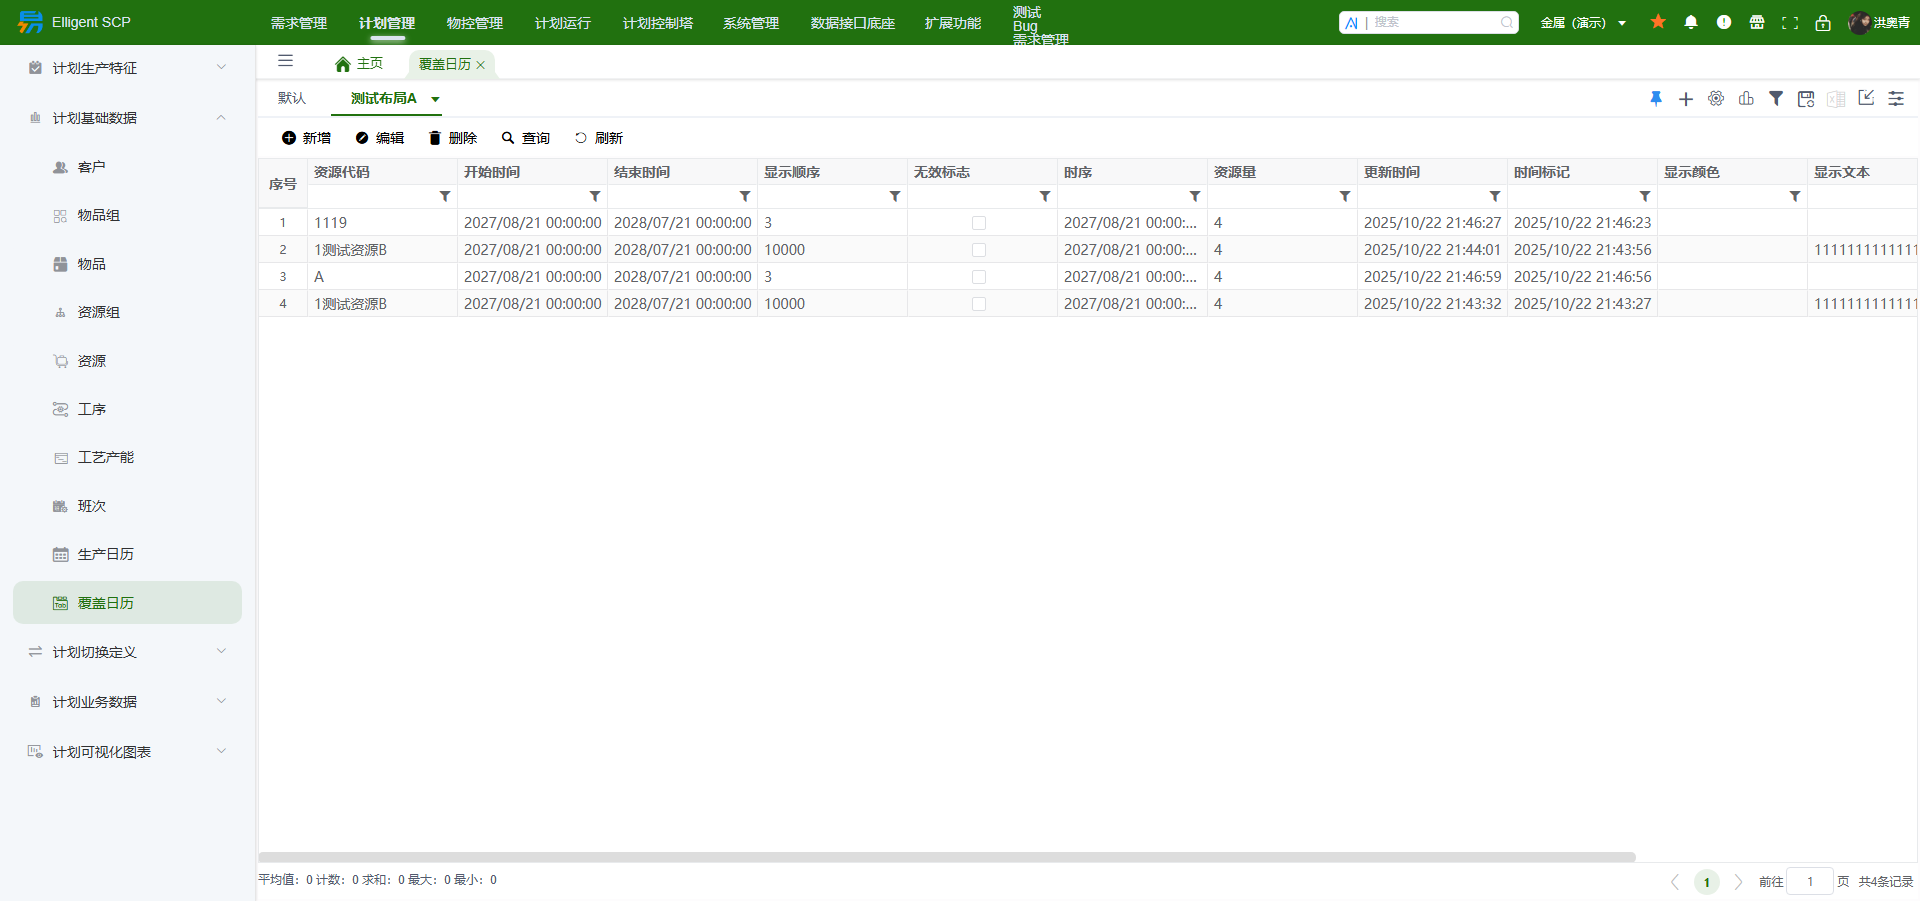 Elligent SCP
需求管理 计划管理 物控管理 计划运行 计划控制塔 系统管理 数据接口底座 扩展功能 测试
Bug
需求管理
AI | 搜索
金属（演示）
洪奥青
计划生产特征
计划基础数据
客户
物品组
物品
资源组
资源
工序
工艺产能
班次
生产日历
覆盖日历
计划切换定义
计划业务数据
计划可视化图表
主页 覆盖日历
默认 测试布局A
新增 编辑 删除 查询 刷新
序号 资源代码 开始时间 结束时间 显示顺序 无效标志 时序 资源量 更新时间 时间标记 显示颜色 显示文本
1 1119 2027/08/21 00:00:00 2028/07/21 00:00:00 3 2027/08/21 00:00:... 4 2025/10/22 21:46:27 2025/10/22 21:46:23
2 1测试资源B 2027/08/21 00:00:00 2028/07/21 00:00:00 10000 2027/08/21 00:00:... 4 2025/10/22 21:44:01 2025/10/22 21:43:56 1111111111111
3 A 2027/08/21 00:00:00 2028/07/21 00:00:00 3 2027/08/21 00:00:... 4 2025/10/22 21:46:59 2025/10/22 21:46:56
4 1测试资源B 2027/08/21 00:00:00 2028/07/21 00:00:00 10000 2027/08/21 00:00:... 4 2025/10/22 21:43:32 2025/10/22 21:43:27 1111111111111
平均值：0 计数：0 求和：0 最大：0 最小：0
1 前往 1 页 共4条记录